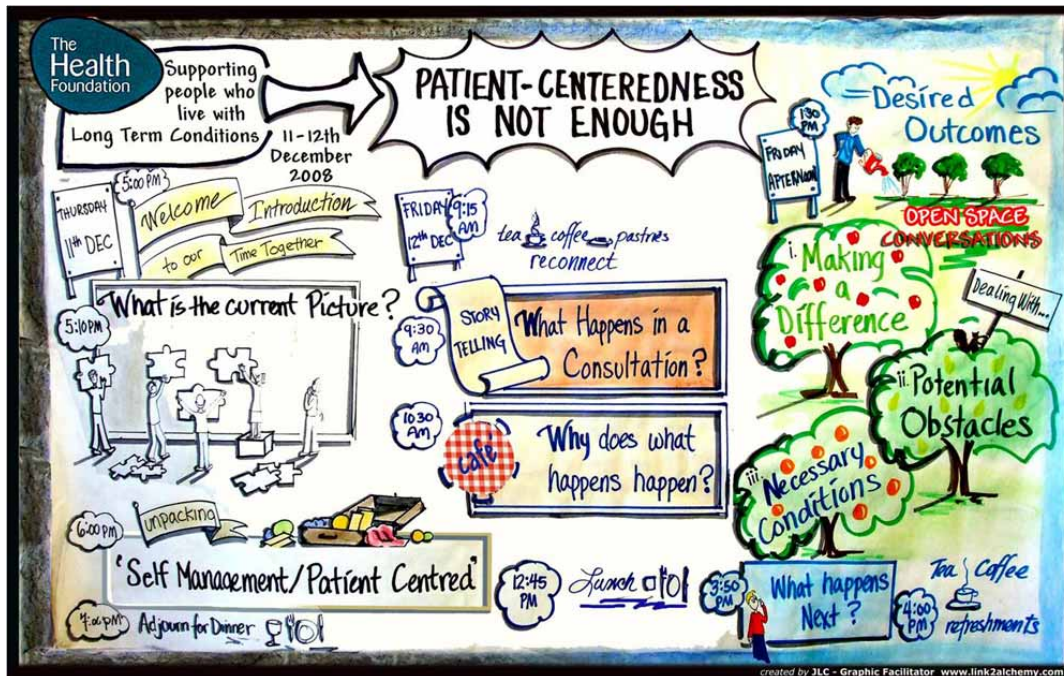 The
Health
Foundation
Supporting
people who
live with
Long Term Conditions
11-12th
December
2008
PATIENT-CENTEREDNESS
IS NOT ENOUGH
THURSDAY
11th DEC
5:00 PM
Welcome
Introduction
to our
Time Together
5:10PM
What is the current Picture?
6:00PM
unpacking
"Self Management/Patient Centred"
7:00PM
Adjourn for Dinner
FRIDAY
12th DEC
9:15
AM
tea coffee pastries
reconnect
9:30
AM
STORY
TELLING
What Happens in a
Consultation?
10:30
AM
cafe
Why does what
happens happen?
12:45
PM
Lunch
1:30
PM
FRIDAY
AFTERNOON
Desired
Outcomes
OPEN SPACE
CONVERSATIONS
i. Making
a
Difference
Dealing With...
ii. Potential
Obstacles
iii. Necessary
Conditions
3:50
PM
What happens
Next?
4:00
PM
Tea Coffee
refreshments
created by JLC - Graphic Facilitator www.link2alchemy.com